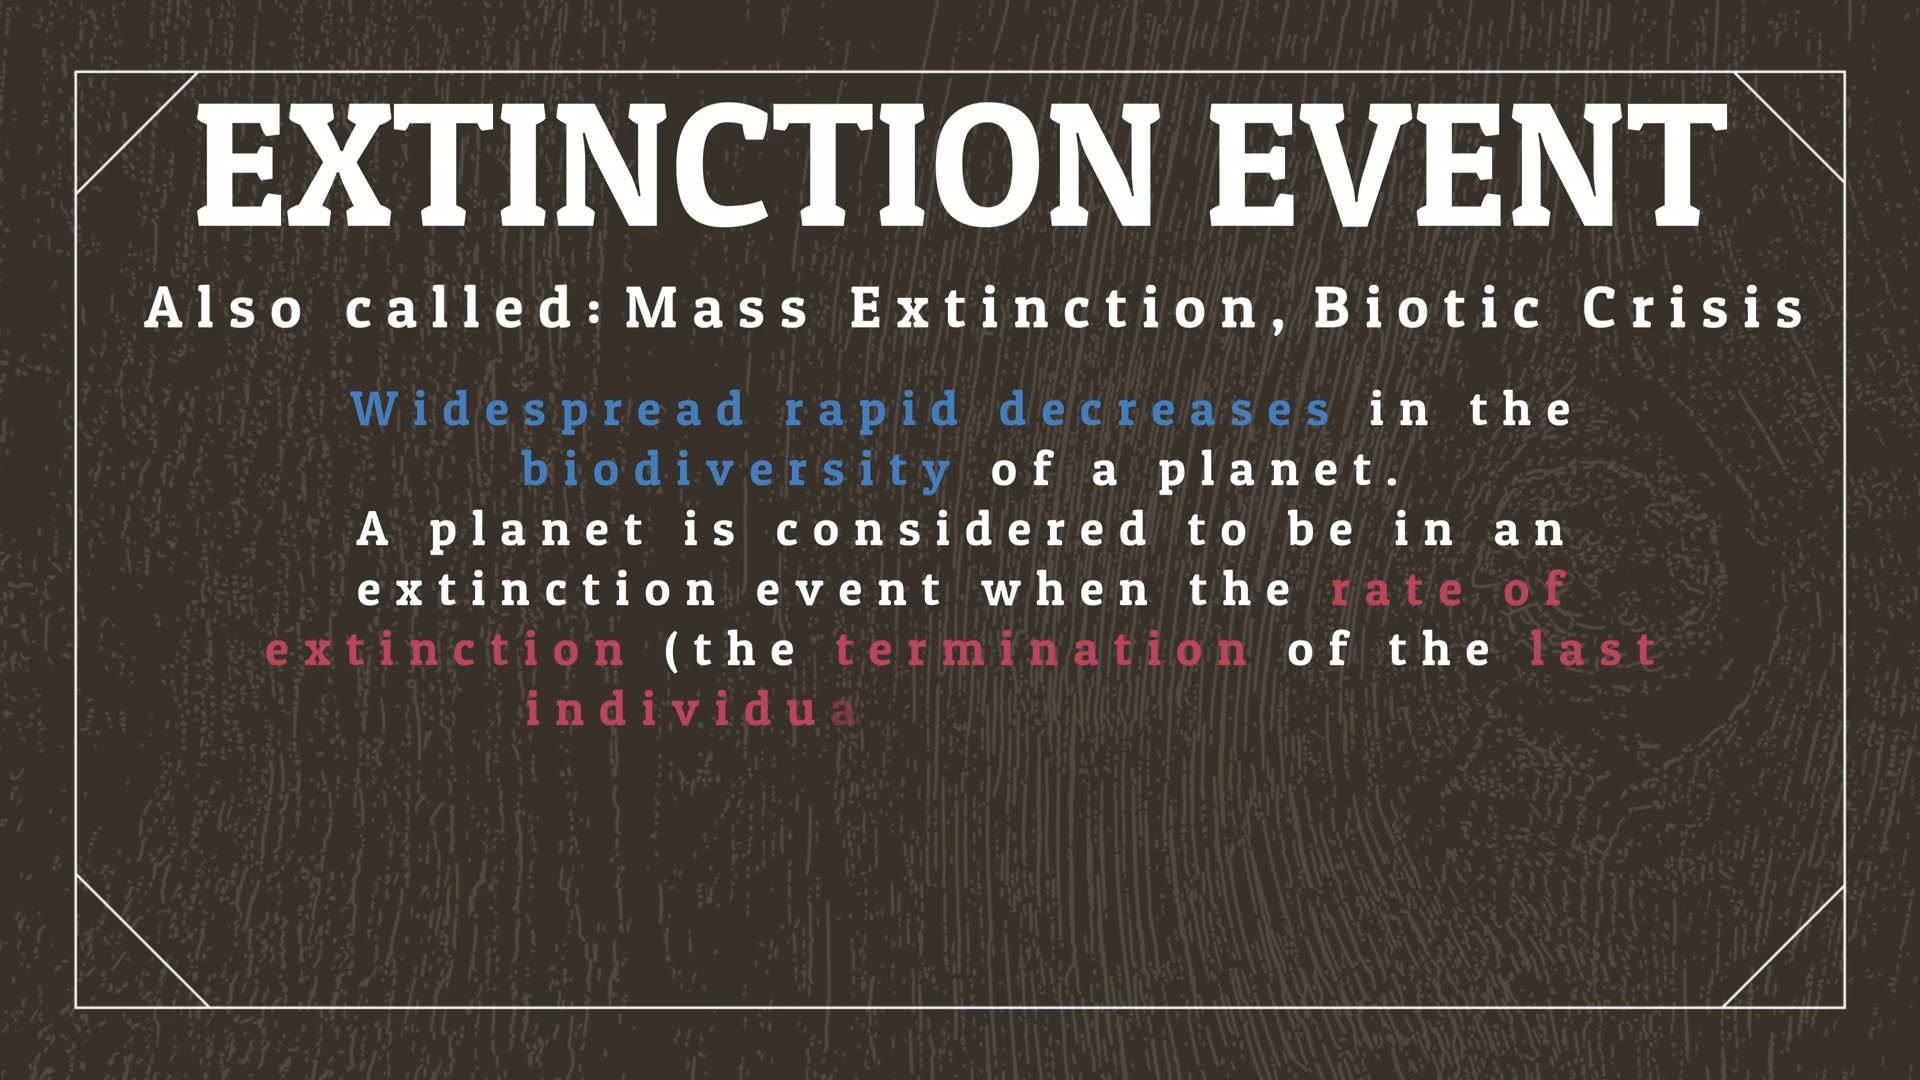 EXTINCTION EVENT
Also called: Mass Extinction, Biotic Crisis
Widespread rapid decreases in the
biodiversity of a planet.
A planet is considered to be in an
extinction event when the rate of
extinction (the termination of the last
individua